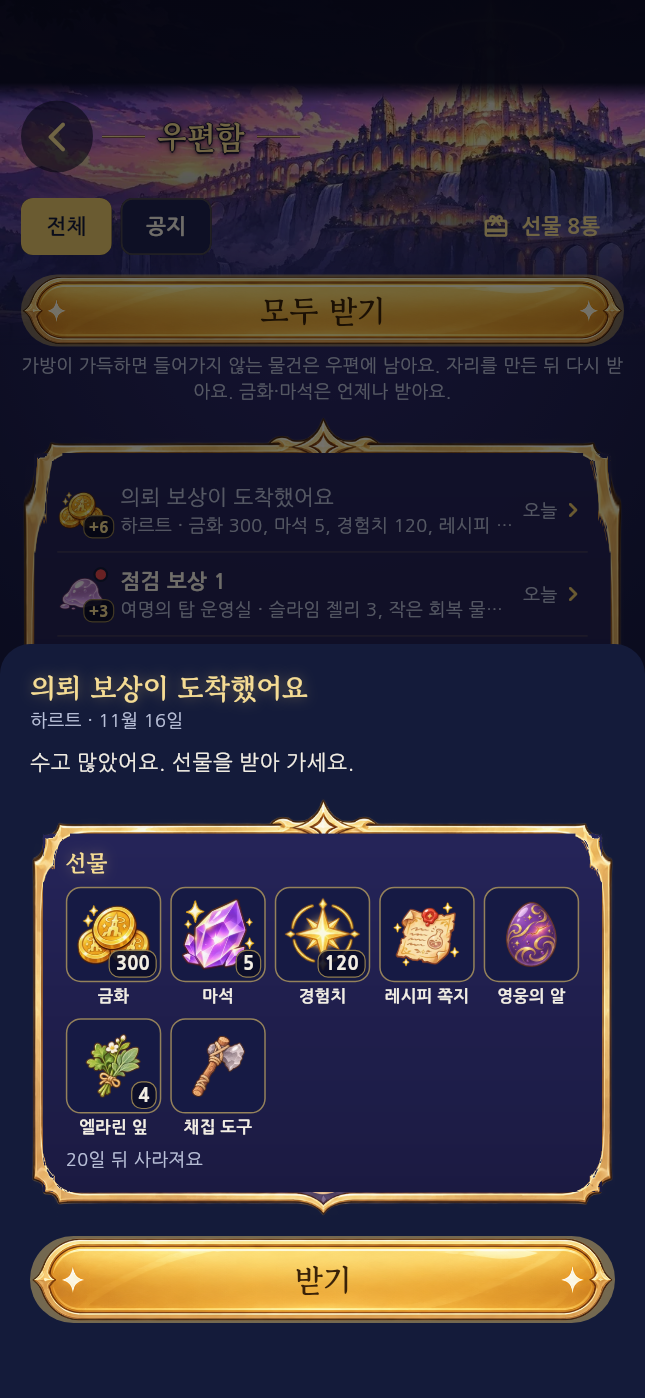 우편함
전체
공지
선물 8통
모두 받기
가방이 가득하면 들어가지 않는 물건은 우편에 남아요. 자리를 만든 뒤 다시 받
아요. 금화·마석은 언제나 받아요.
의뢰 보상이 도착했어요
오늘
+6
하르트 · 금화 300, 마석 5, 경험치 120, 레시피 ···
점검 보상 1
오늘
+3
여명의 탑 운영실 · 슬라임 젤리 3, 작은 회복 물···
의뢰 보상이 도착했어요
하르트 · 11월 16일
수고 많았어요. 선물을 받아 가세요.
선물
300
5
120
금화
마석
경험치
레시피 쪽지
영웅의 알
4
엘라린 잎
채집 도구
20일 뒤 사라져요
받기